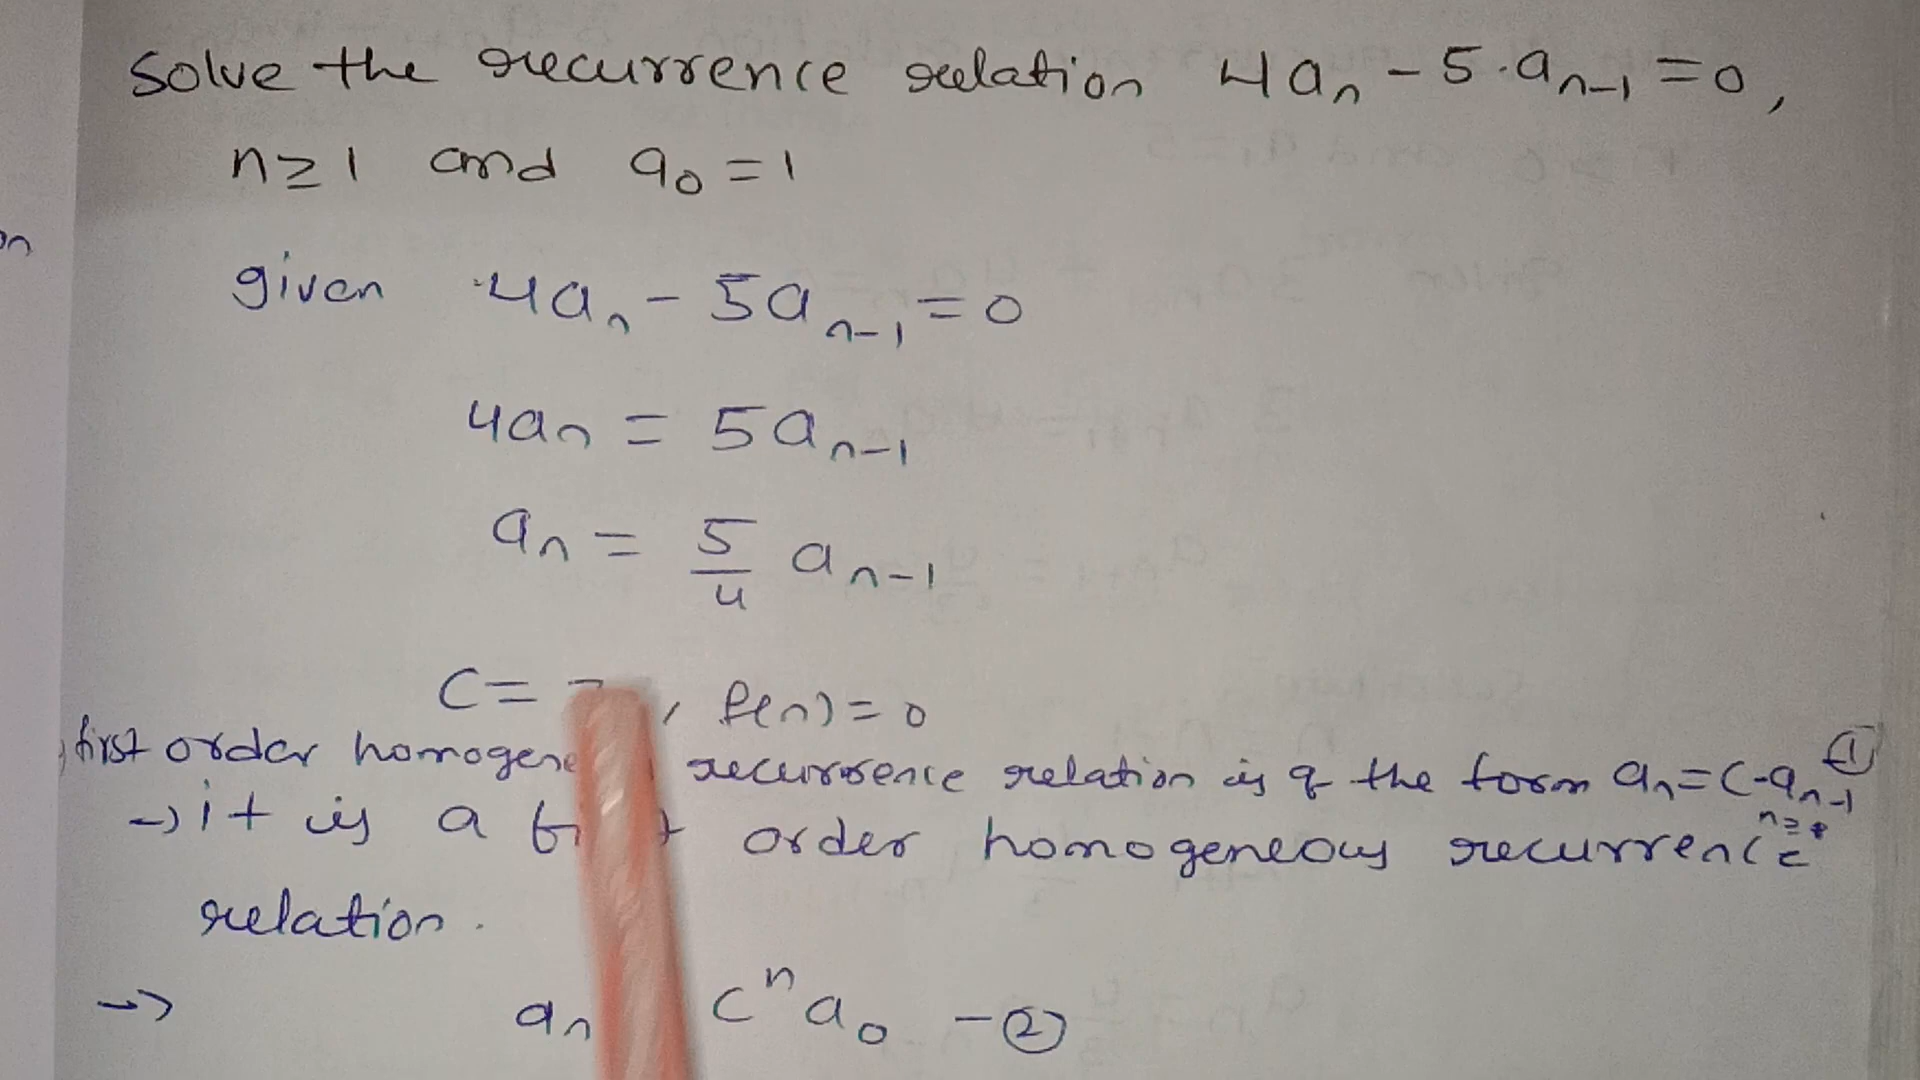 Solve the recurrence relation 4aₙ - 5·aₙ₋₁ = 0,
n ≥ 1 and a₀ = 1
on
given 4aₙ - 5aₙ₋₁ = 0
4aₙ = 5aₙ₋₁
aₙ = 5/4 aₙ₋₁
C = , f(n) = 0
first order recurrence relation is of the form aₙ = C·aₙ₋₁ ①
→ it is a order homogeneous recurrence
relation.
→ aₙ cⁿ a₀ - ②